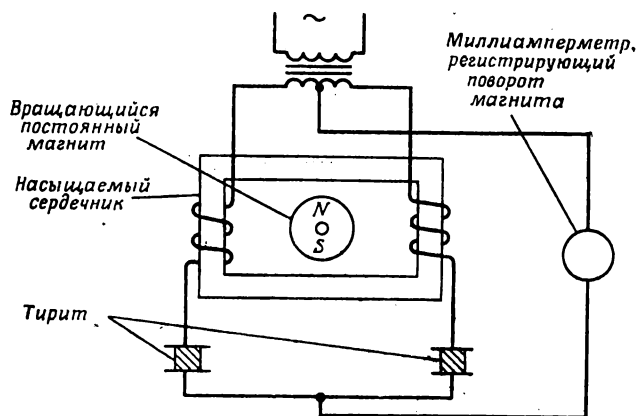 ~
Миллиамперметр,
регистрирующий
поворот
магнита
Вращающийся
постоянный
магнит
Насыщаемый
сердечник
N
S
Тирит